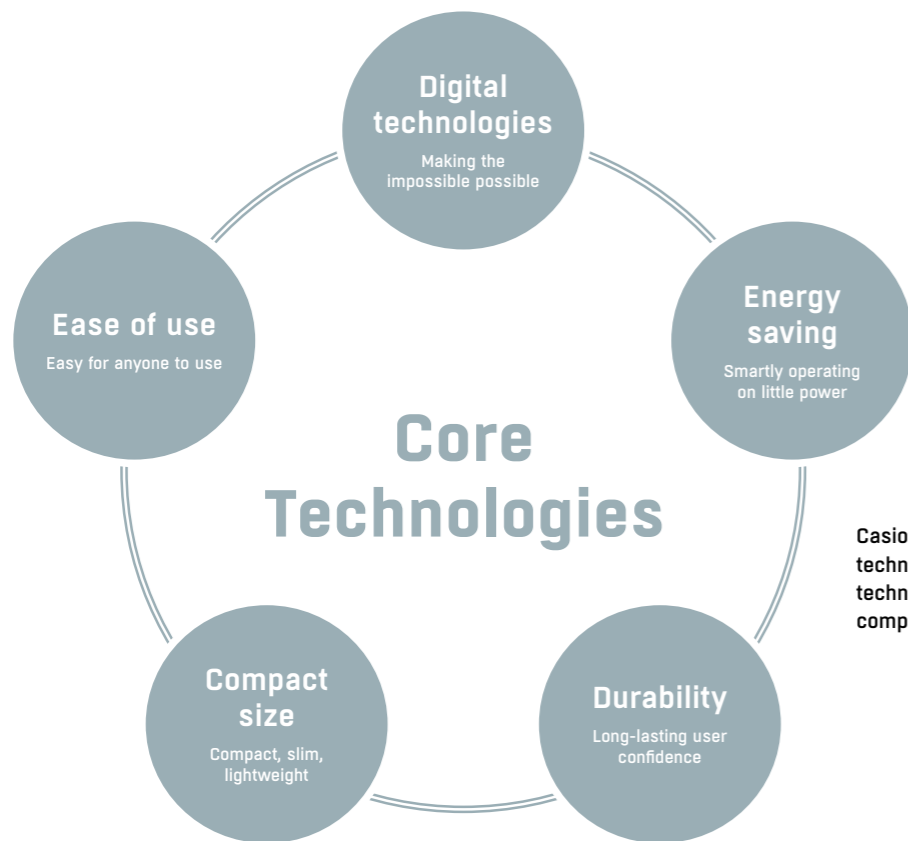 Digital
technologies
Making the
impossible possible
Ease of use
Easy for anyone to use
Energy
saving
Smartly operating
on little power
Core
Technologies
Casio
techn
techn
comp
Compact
size
Compact, slim,
lightweight
Durability
Long-lasting user
confidence